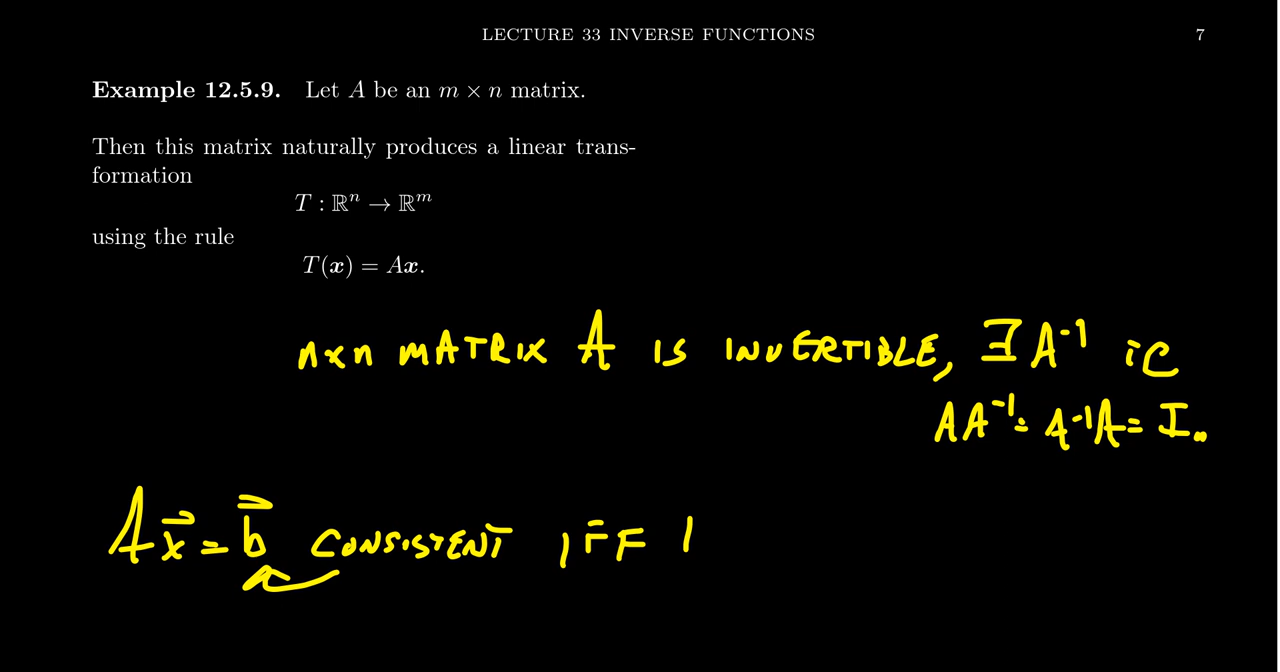 LECTURE 33 INVERSE FUNCTIONS 7
Example 12.5.9. Let A be an m × n matrix.
Then this matrix naturally produces a linear trans-
formation
T : ℝⁿ → ℝᵐ
using the rule
T(x) = Ax.
n×n MATRIX A IS INVERTIBLE, ∃ A⁻¹
AA⁻¹ = A⁻¹A = Iₙ
Ax⃗ = b⃗ CONSISTENT IFF